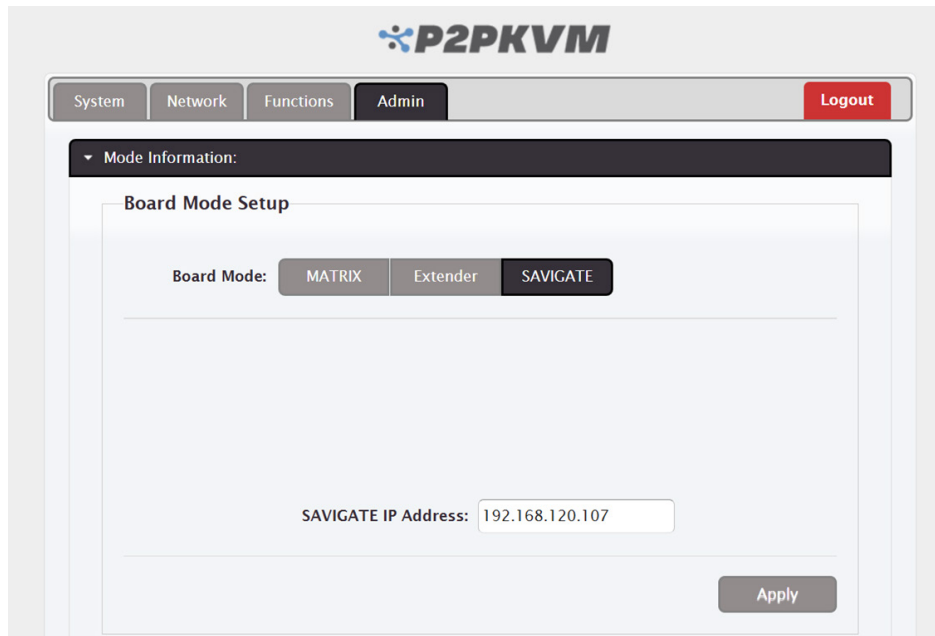 P2PKVM
System Network Functions Admin Logout
Mode Information:
Board Mode Setup
Board Mode: MATRIX Extender SAVIGATE
SAVIGATE IP Address: 192.168.120.107
Apply